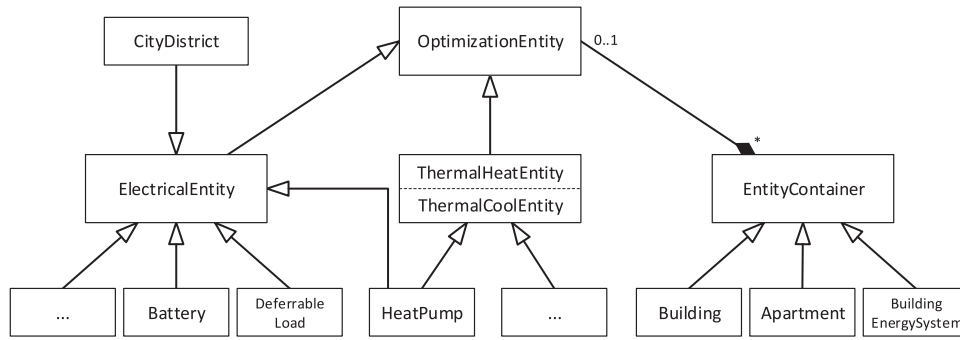 CityDistrict
OptimizationEntity
0..1
*
ElectricalEntity
ThermalHeatEntity
ThermalCoolEntity
EntityContainer
...
Battery
Deferrable
Load
HeatPump
...
Building
Apartment
Building
EnergySystem